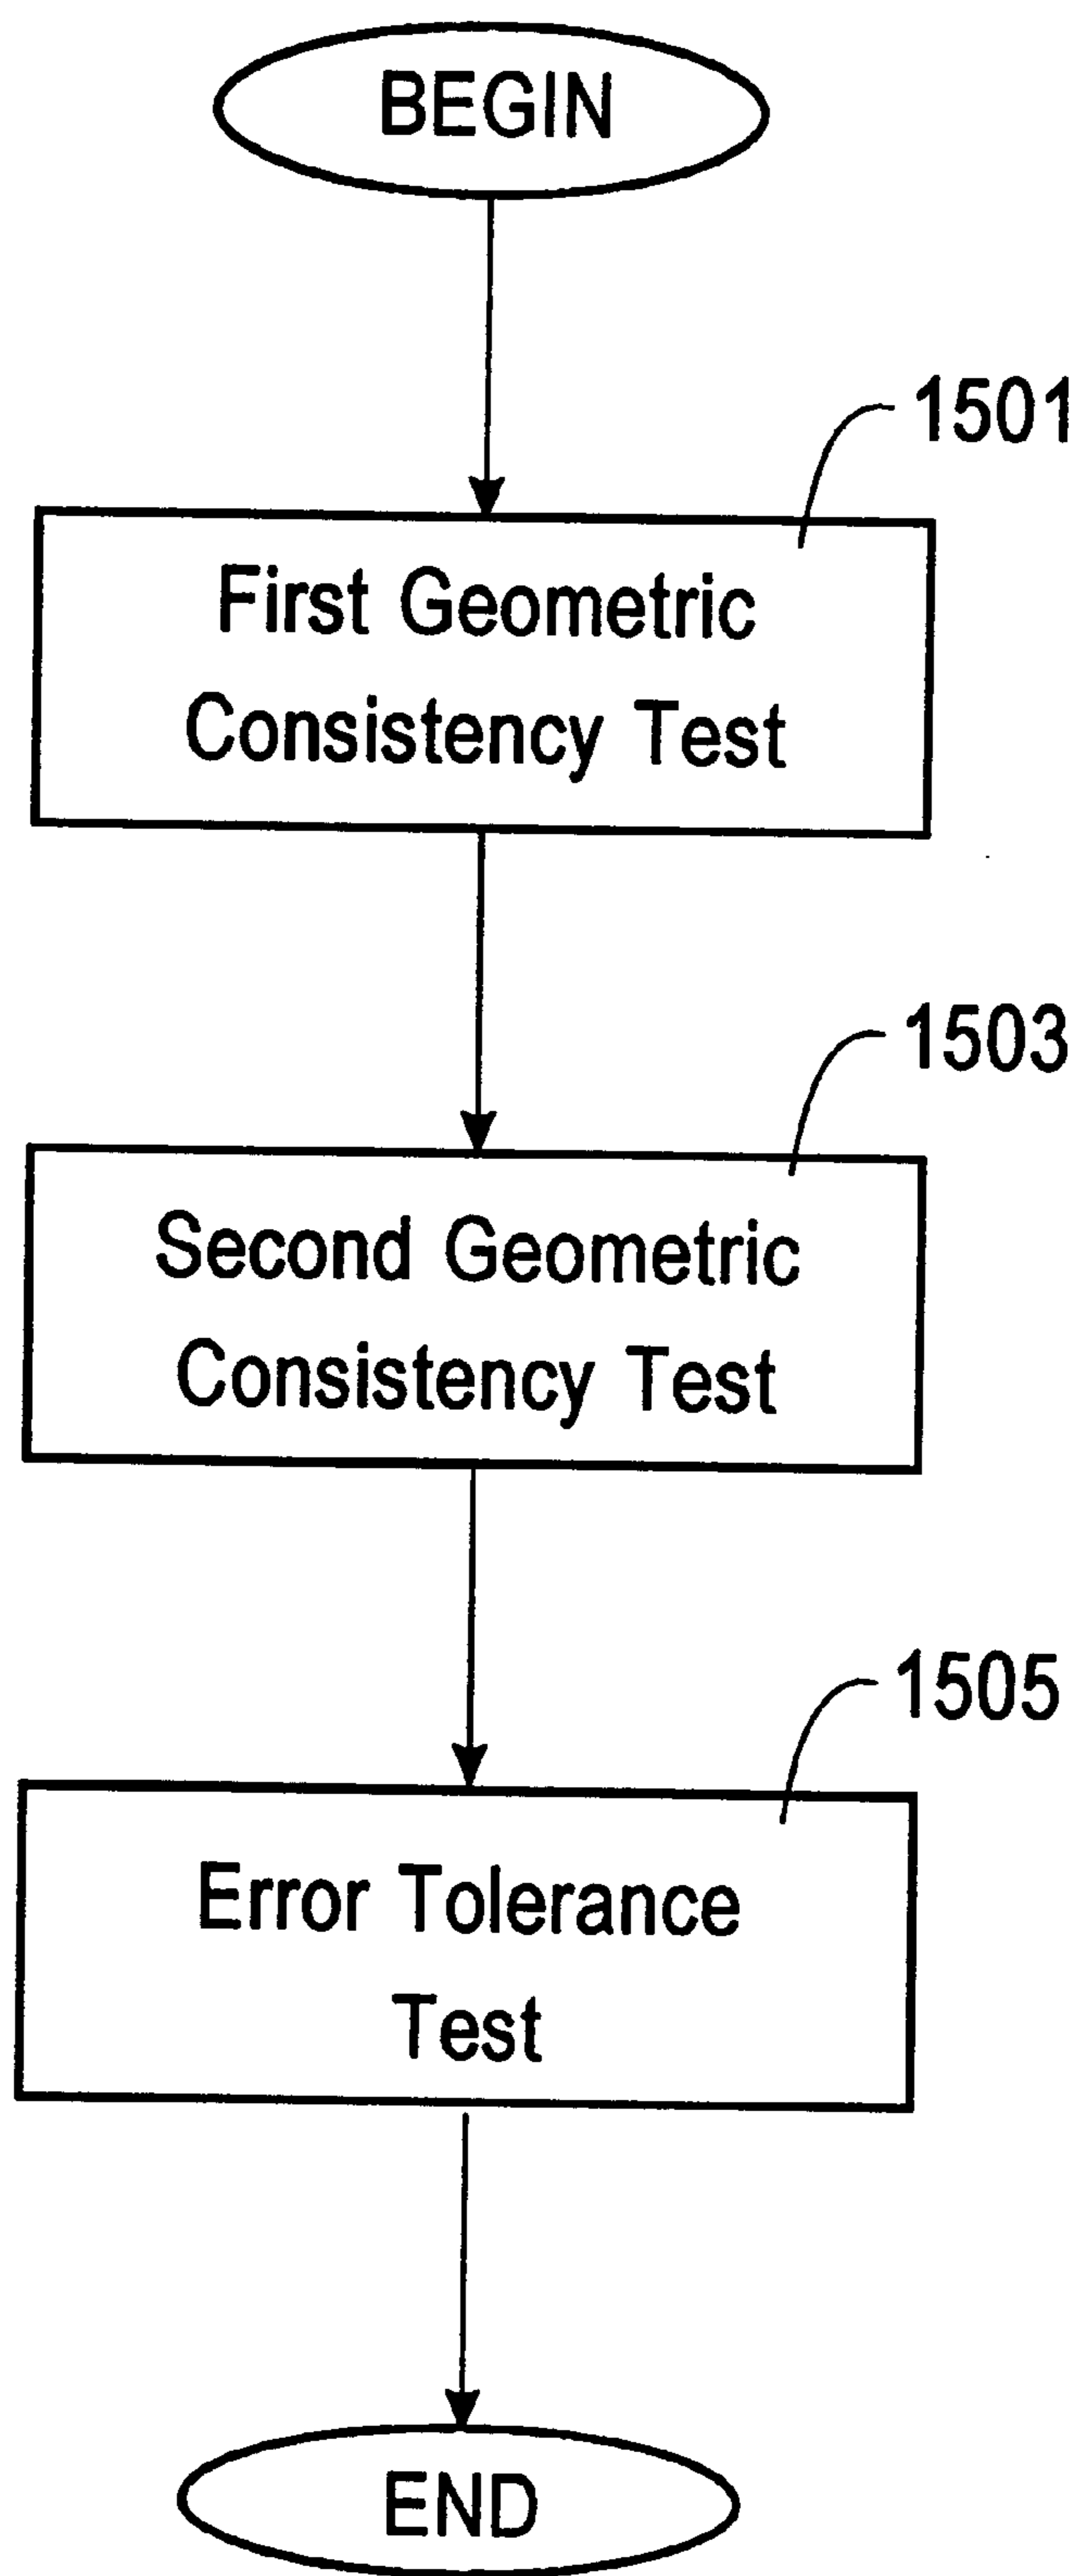 BEGIN
1501
First Geometric
Consistency Test
1503
Second Geometric
Consistency Test
1505
Error Tolerance
Test
END